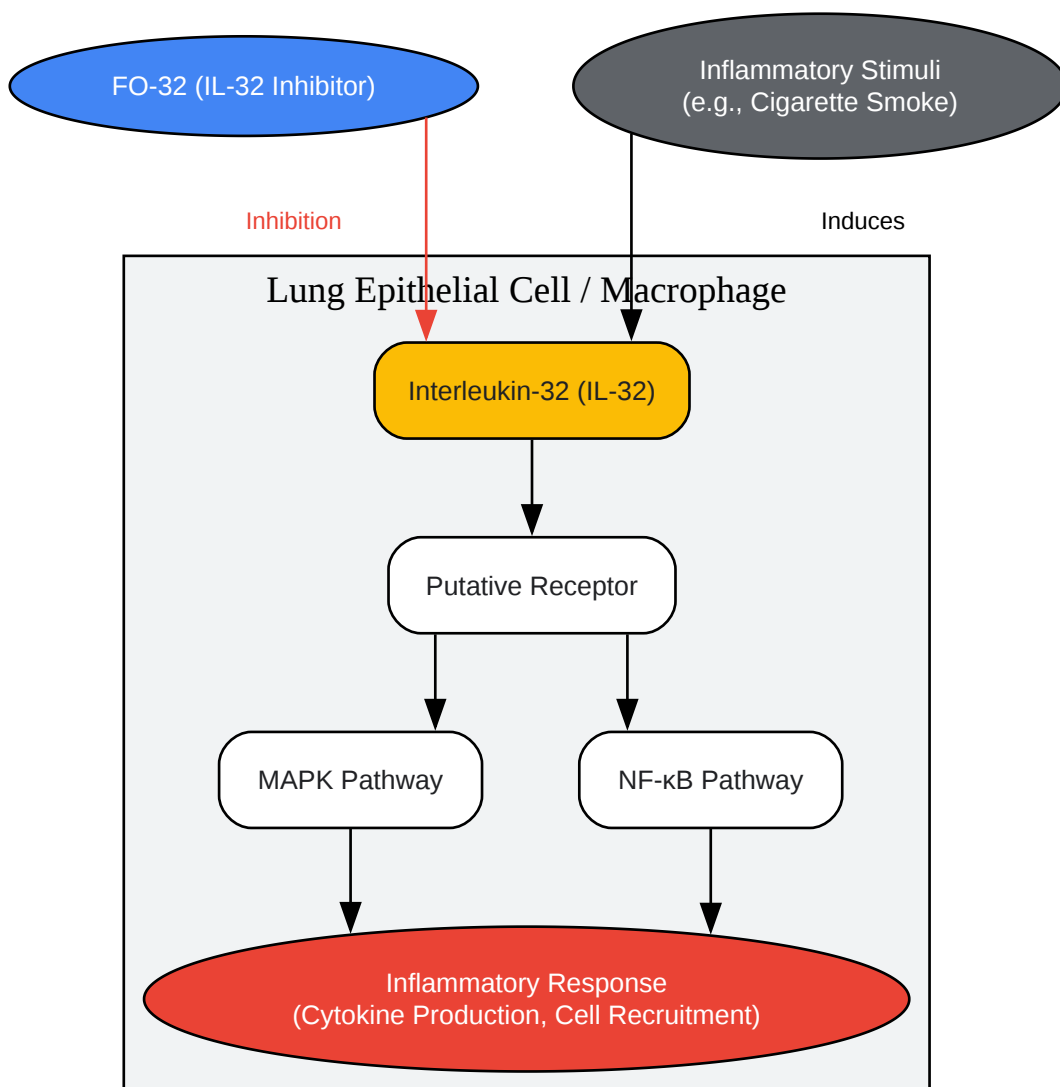 FO-32 (IL-32 Inhibitor)
Inflammatory Stimuli
(e.g., Cigarette Smoke)
Inhibition
Induces
Lung Epithelial Cell / Macrophage
Interleukin-32 (IL-32)
Putative Receptor
MAPK Pathway
NF-κB Pathway
Inflammatory Response
(Cytokine Production, Cell Recruitment)